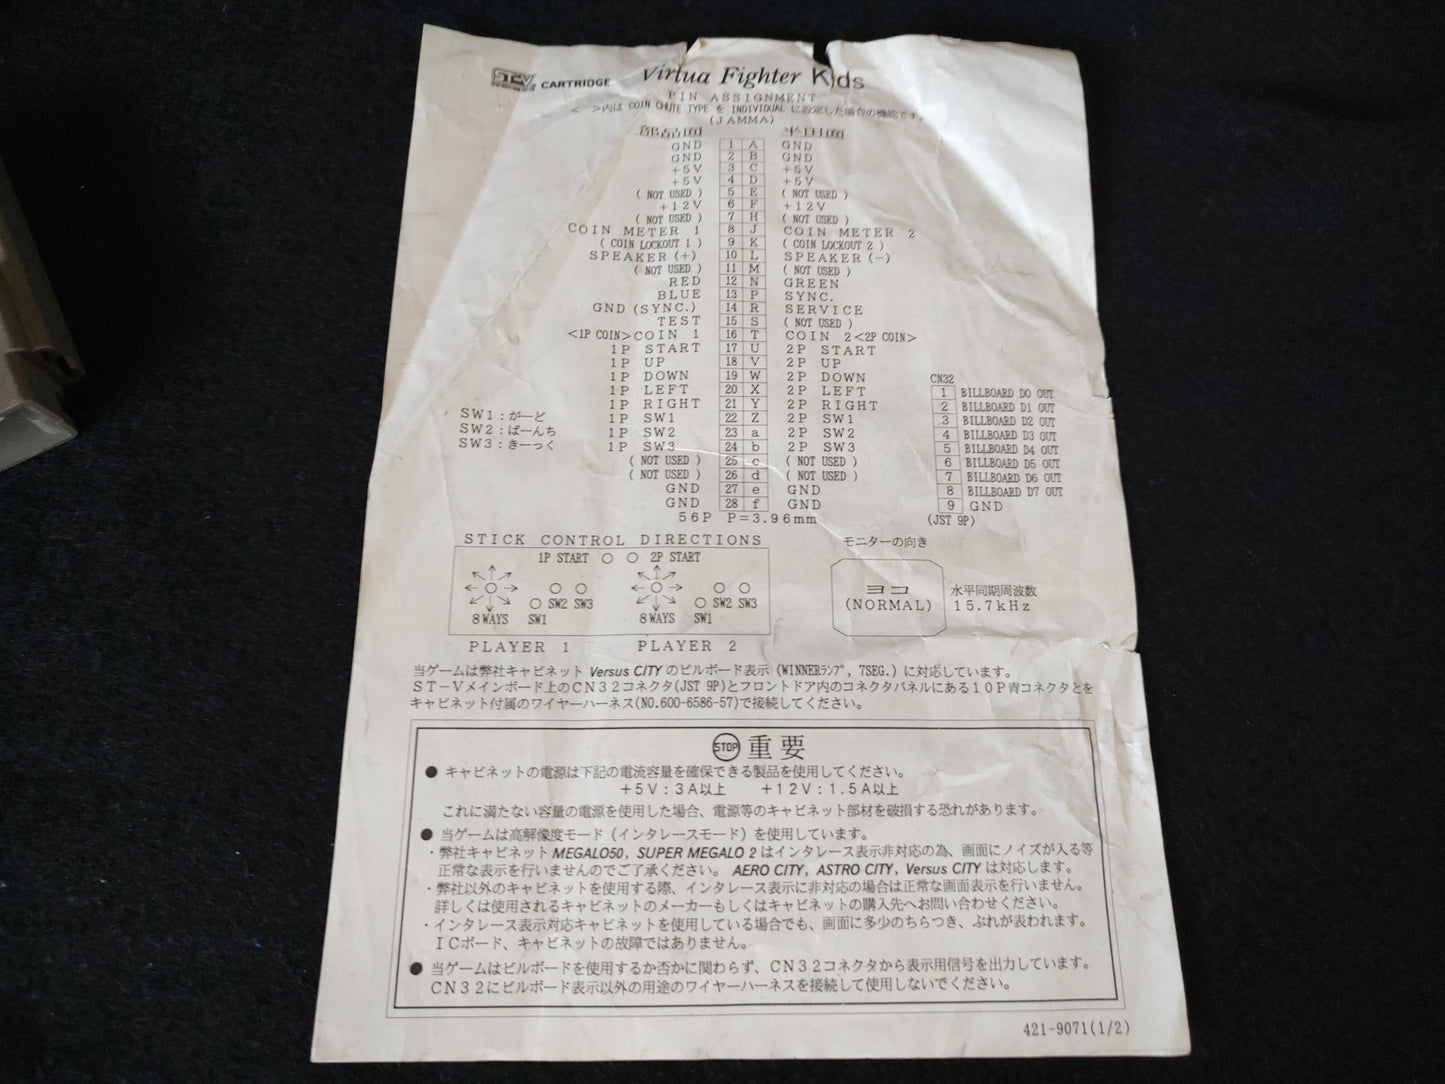 ST-V CARTRIDGE Virtua Fighter Kids
PIN ASSIGNMENT
< >内は COIN CHUTE TYPE を INDIVIDUAL に設定した場合の機能です。
(JAMMA)
部品面 半田面
GND 1 A GND
GND 2 B GND
+5V 3 C +5V
+5V 4 D +5V
( NOT USED ) 5 E ( NOT USED )
+12V 6 F +12V
( NOT USED ) 7 H ( NOT USED )
COIN METER 1 8 J COIN METER 2
( COIN LOCKOUT 1 ) 9 K ( COIN LOCKOUT 2 )
SPEAKER (+) 10 L SPEAKER (−)
( NOT USED ) 11 M ( NOT USED )
RED 12 N GREEN
BLUE 13 P SYNC.
GND (SYNC.) 14 R SERVICE
TEST 15 S ( NOT USED )
<1P COIN>COIN 1 16 T COIN 2<2P COIN>
1P START 17 U 2P START
1P UP 18 V 2P UP
1P DOWN 19 W 2P DOWN
1P LEFT 20 X 2P LEFT
1P RIGHT 21 Y 2P RIGHT
1P SW1 22 Z 2P SW1
1P SW2 23 a 2P SW2
1P SW3 24 b 2P SW3
( NOT USED ) 25 c ( NOT USED )
( NOT USED ) 26 d ( NOT USED )
GND 27 e GND
GND 28 f GND
56P P=3.96mm
SW1:がーど
SW2:ぱーんち
SW3:きーっく
CN32
1 BILLBOARD D0 OUT
2 BILLBOARD D1 OUT
3 BILLBOARD D2 OUT
4 BILLBOARD D3 OUT
5 BILLBOARD D4 OUT
6 BILLBOARD D5 OUT
7 BILLBOARD D6 OUT
8 BILLBOARD D7 OUT
9 GND
(JST 9P)
STICK CONTROL DIRECTIONS
1P START 2P START
SW2 SW3 SW2 SW3
8WAYS SW1 8WAYS SW1
PLAYER 1 PLAYER 2
モニターの向き
ヨコ
(NORMAL)
水平同期周波数
15.7kHz
当ゲームは弊社キャビネット Versus CITY のビルボード表示 (WINNERランプ, 7SEG.) に対応しています。
ST-Vメインボード上のCN32コネクタ(JST 9P)とフロントドア内のコネクタパネルにある10P青コネクタとを
キャビネット付属のワイヤーハーネス(NO.600-6586-57)で接続してください。
STOP 重要
● キャビネットの電源は下記の電流容量を確保できる製品を使用してください。
+5V:3A以上 +12V:1.5A以上
これに満たない容量の電源を使用した場合、電源等のキャビネット部材を破損する恐れがあります。
● 当ゲームは高解像度モード(インタレースモード)を使用しています。
・弊社キャビネット MEGALO50, SUPER MEGALO 2 はインタレース表示非対応の為、画面にノイズが入る等
正常な表示を行いませんのでご了承ください。 AERO CITY, ASTRO CITY, Versus CITY は対応します。
・弊社以外のキャビネットを使用する際、インタレース表示に非対応の場合は正常な画面表示を行いません。
詳しくは使用されるキャビネットのメーカーもしくはキャビネットの購入先へお問い合わせください。
・インタレース表示対応キャビネットを使用している場合でも、画面に多少のちらつき、ぶれが表われます。
ICボード、キャビネットの故障ではありません。
● 当ゲームはビルボードを使用するか否かに関わらず、CN32コネクタから表示用信号を出力しています。
CN32にビルボード表示以外の用途のワイヤーハーネスを接続して使用しないでください。
421-9071(1/2)